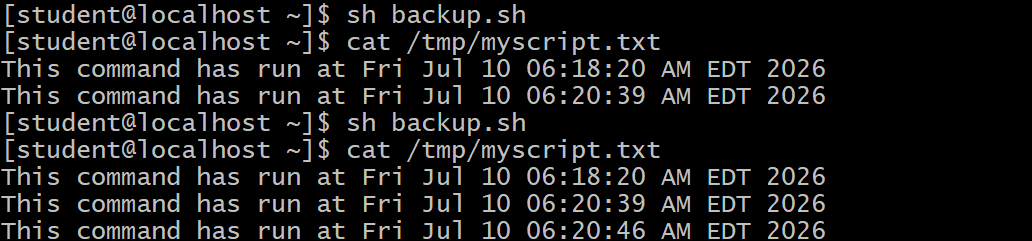 [student@localhost ~]$ sh backup.sh
[student@localhost ~]$ cat /tmp/myscript.txt
This command has run at Fri Jul 10 06:18:20 AM EDT 2026
This command has run at Fri Jul 10 06:20:39 AM EDT 2026
[student@localhost ~]$ sh backup.sh
[student@localhost ~]$ cat /tmp/myscript.txt
This command has run at Fri Jul 10 06:18:20 AM EDT 2026
This command has run at Fri Jul 10 06:20:39 AM EDT 2026
This command has run at Fri Jul 10 06:20:46 AM EDT 2026